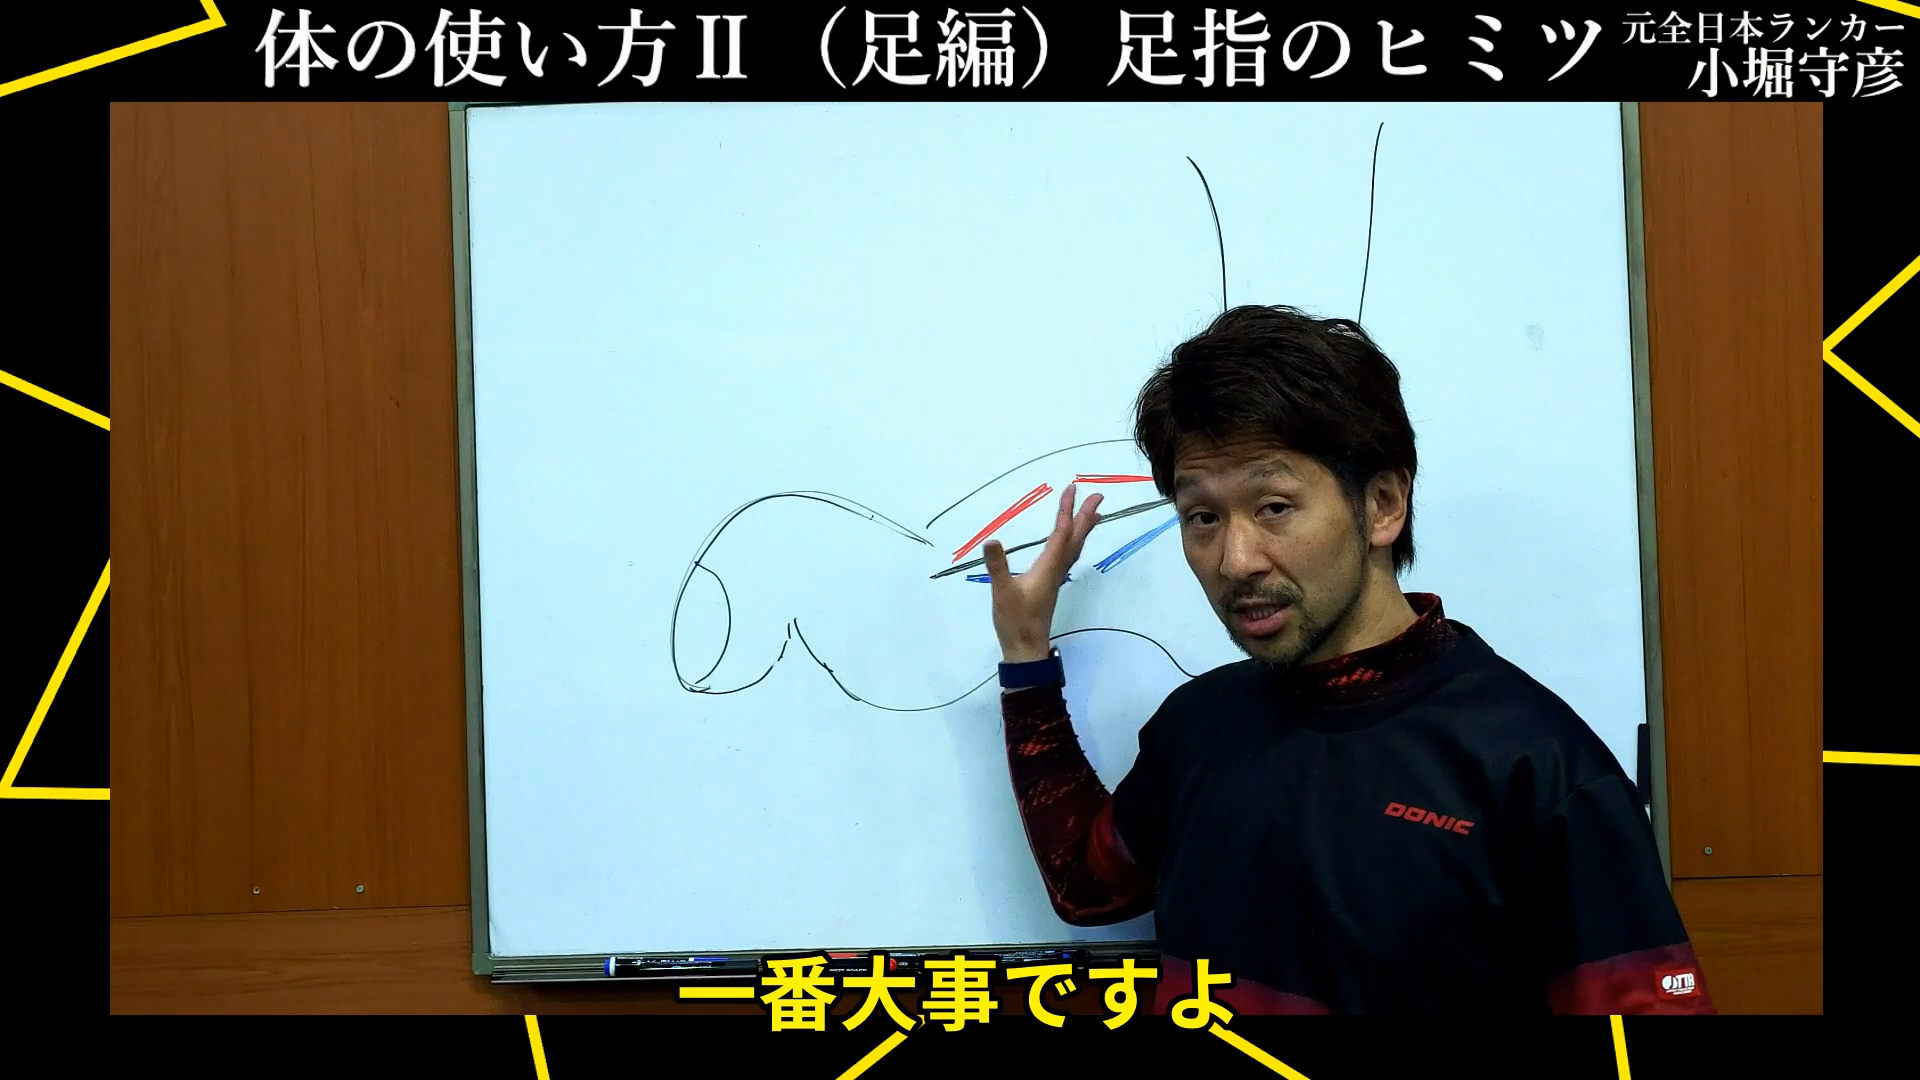 体の使い方Ⅱ（足編）足指のヒミツ
元全日本ランカー
小堀守彦
DONIC
JTTA
一番大事ですよ